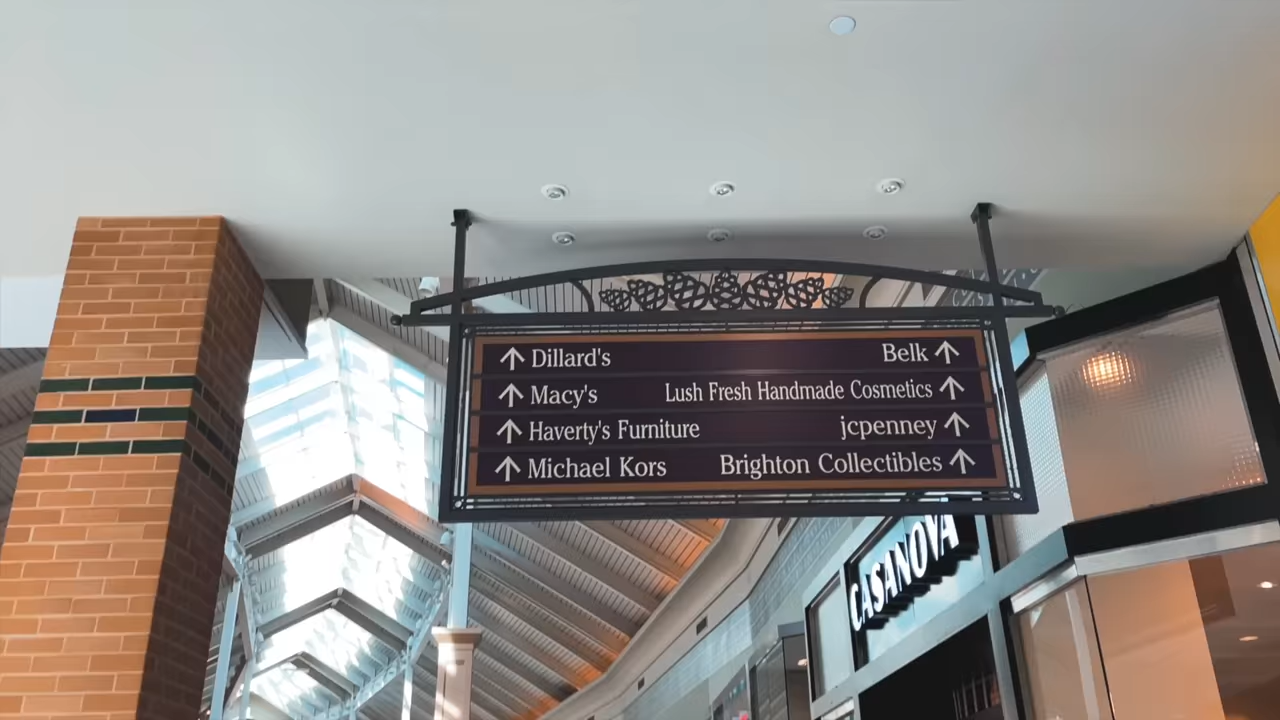 Dillard's
Belk
Macy's
Lush Fresh Handmade Cosmetics
Haverty's Furniture
jcpenney
Michael Kors
Brighton Collectibles
CASANOVA